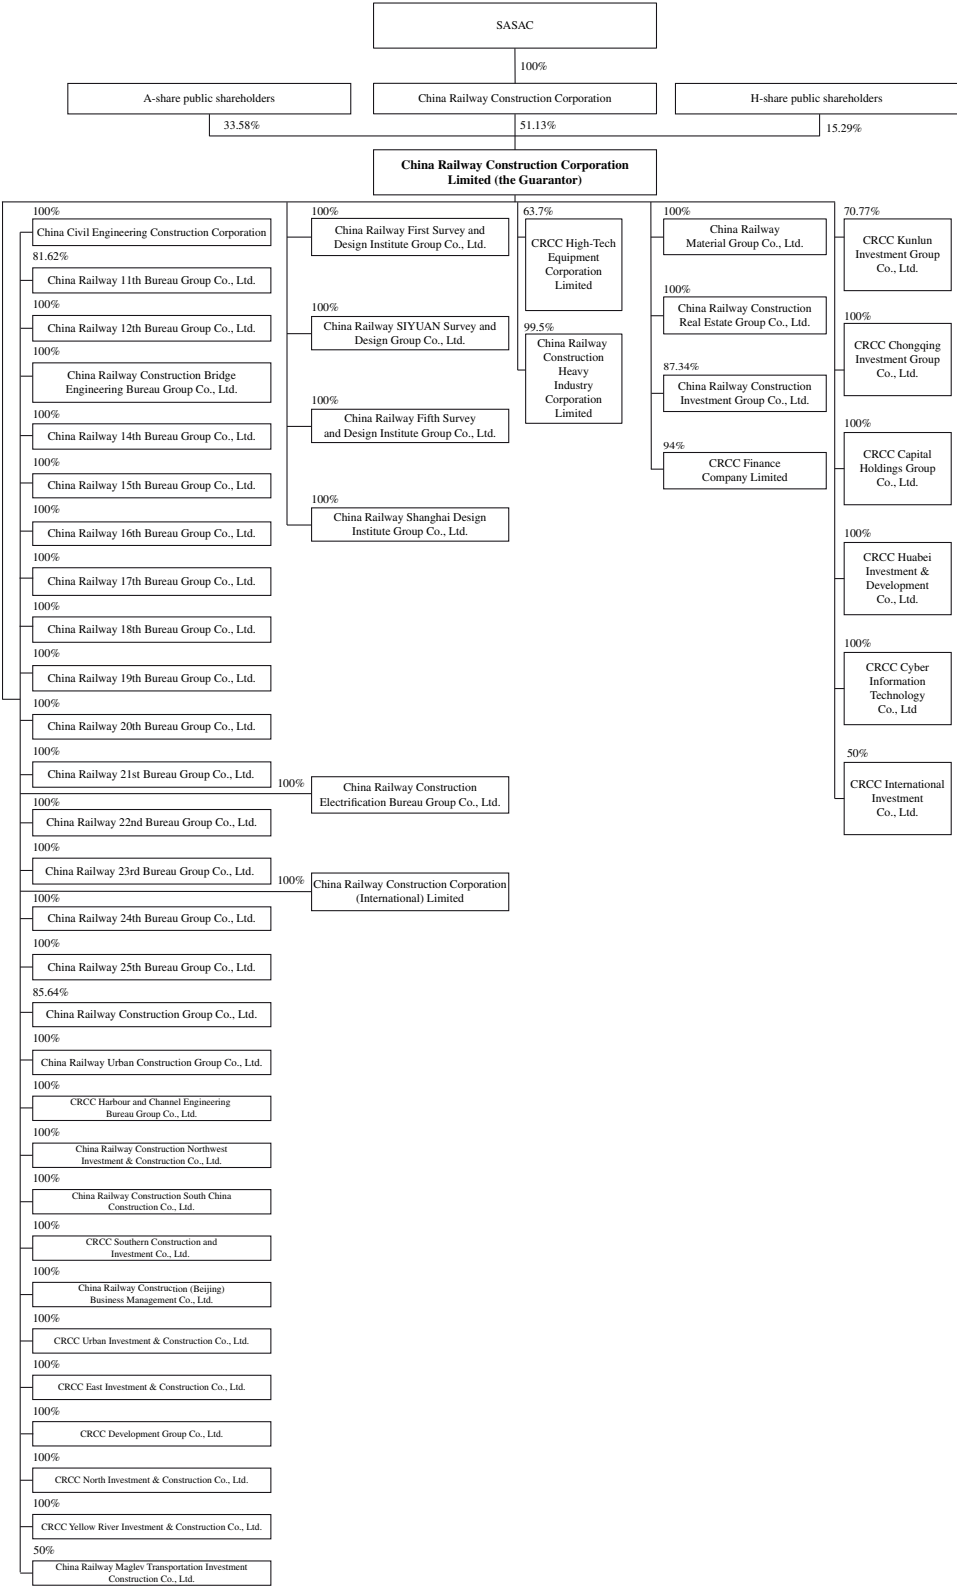 SASAC
100%
A-share public shareholders
China Railway Construction Corporation
H-share public shareholders
33.58%
51.13%
15.29%
China Railway Construction Corporation
Limited (the Guarantor)
100%
China Civil Engineering Construction Corporation
81.62%
China Railway 11th Bureau Group Co., Ltd.
100%
China Railway 12th Bureau Group Co., Ltd.
100%
China Railway Construction Bridge
Engineering Bureau Group Co., Ltd.
100%
China Railway 14th Bureau Group Co., Ltd.
100%
China Railway 15th Bureau Group Co., Ltd.
100%
China Railway 16th Bureau Group Co., Ltd.
100%
China Railway 17th Bureau Group Co., Ltd.
100%
China Railway 18th Bureau Group Co., Ltd.
100%
China Railway 19th Bureau Group Co., Ltd.
100%
China Railway 20th Bureau Group Co., Ltd.
100%
China Railway 21st Bureau Group Co., Ltd.
100%
China Railway Construction
Electrification Bureau Group Co., Ltd.
100%
China Railway 22nd Bureau Group Co., Ltd.
100%
China Railway 23rd Bureau Group Co., Ltd.
100%
China Railway Construction Corporation
(International) Limited
100%
China Railway 24th Bureau Group Co., Ltd.
100%
China Railway 25th Bureau Group Co., Ltd.
85.64%
China Railway Construction Group Co., Ltd.
100%
China Railway Urban Construction Group Co., Ltd.
100%
CRCC Harbour and Channel Engineering
Bureau Group Co., Ltd.
100%
China Railway Construction Northwest
Investment & Construction Co., Ltd.
100%
China Railway Construction South China
Construction Co., Ltd.
100%
CRCC Southern Construction and
Investment Co., Ltd.
100%
China Railway Construction (Beijing)
Business Management Co., Ltd.
100%
CRCC Urban Investment & Construction Co., Ltd.
100%
CRCC East Investment & Construction Co., Ltd.
100%
CRCC Development Group Co., Ltd.
100%
CRCC North Investment & Construction Co., Ltd.
100%
CRCC Yellow River Investment & Construction Co., Ltd.
50%
China Railway Maglev Transportation Investment
Construction Co., Ltd.
100%
China Railway First Survey and
Design Institute Group Co., Ltd.
100%
China Railway SIYUAN Survey and
Design Group Co., Ltd.
100%
China Railway Fifth Survey
and Design Institute Group Co., Ltd.
100%
China Railway Shanghai Design
Institute Group Co., Ltd.
63.7%
CRCC High-Tech
Equipment
Corporation
Limited
99.5%
China Railway
Construction
Heavy
Industry
Corporation
Limited
100%
China Railway
Material Group Co., Ltd.
100%
China Railway Construction
Real Estate Group Co., Ltd.
87.34%
China Railway Construction
Investment Group Co., Ltd.
94%
CRCC Finance
Company Limited
70.77%
CRCC Kunlun
Investment Group
Co., Ltd.
100%
CRCC Chongqing
Investment Group
Co., Ltd.
100%
CRCC Capital
Holdings Group
Co., Ltd.
100%
CRCC Huabei
Investment &
Development
Co., Ltd.
100%
CRCC Cyber
Information
Technology
Co., Ltd
50%
CRCC International
Investment
Co., Ltd.